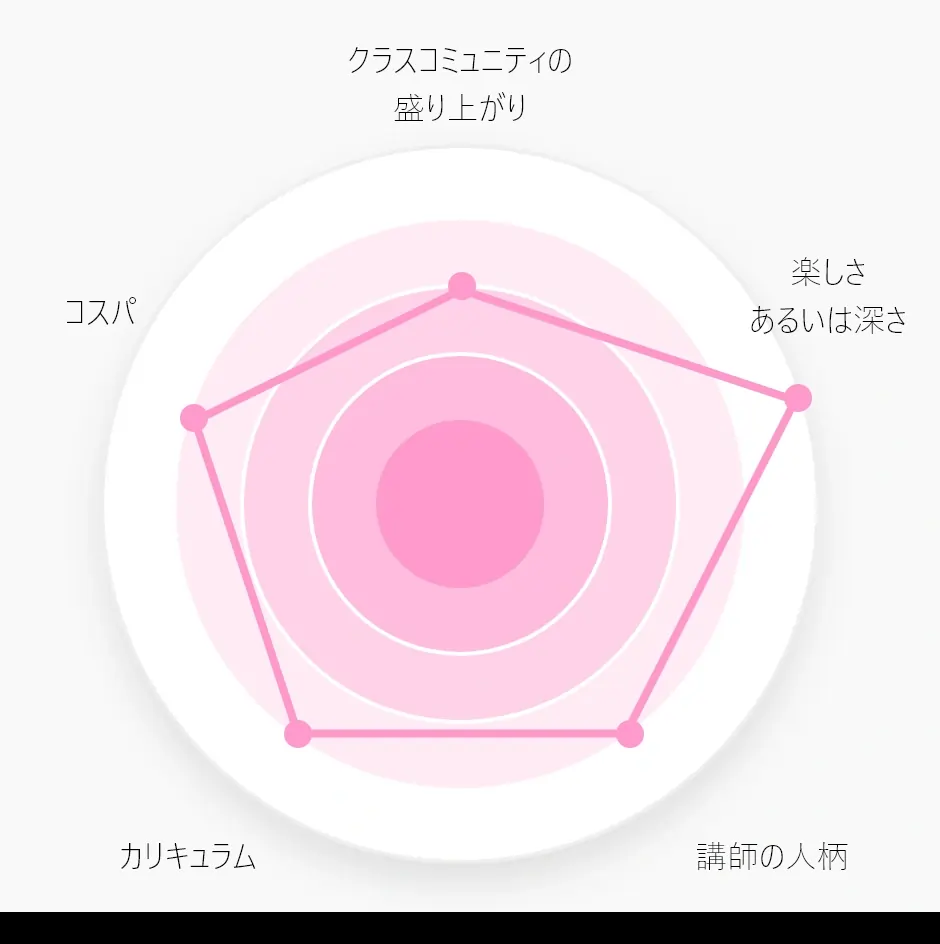 クラスコミュニティの
盛り上がり
楽しさ
あるいは深さ
コスパ
カリキュラム
講師の人柄